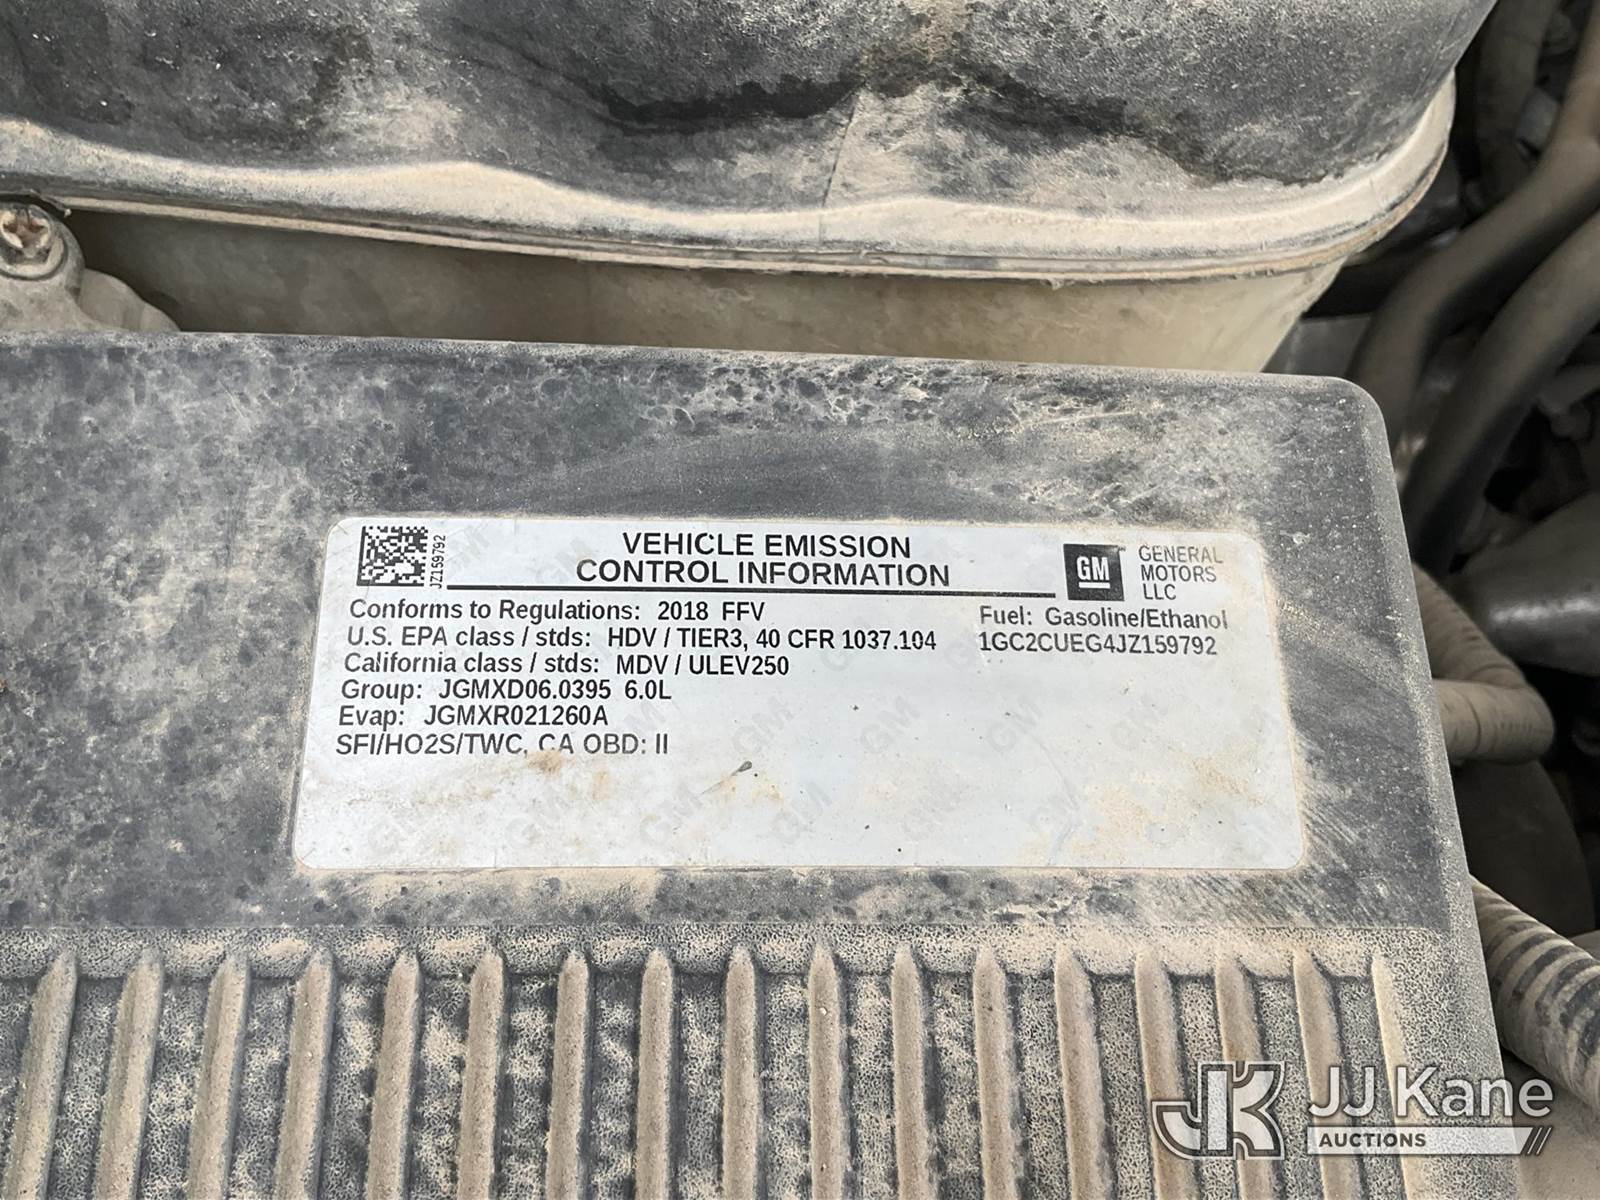 JZ159792
VEHICLE EMISSION
CONTROL INFORMATION
GM
GENERAL
MOTORS
LLC
Conforms to Regulations: 2018 FFV
Fuel: Gasoline/Ethanol
U.S. EPA class / stds: HDV / TIER3, 40 CFR 1037.104
1GC2CUEG4JZ159792
California class / stds: MDV / ULEV250
Group: JGMXD06.0395 6.0L
Evap: JGMXR021260A
SFI/HO2S/TWC, CA OBD: II
JK JJ Kane
AUCTIONS